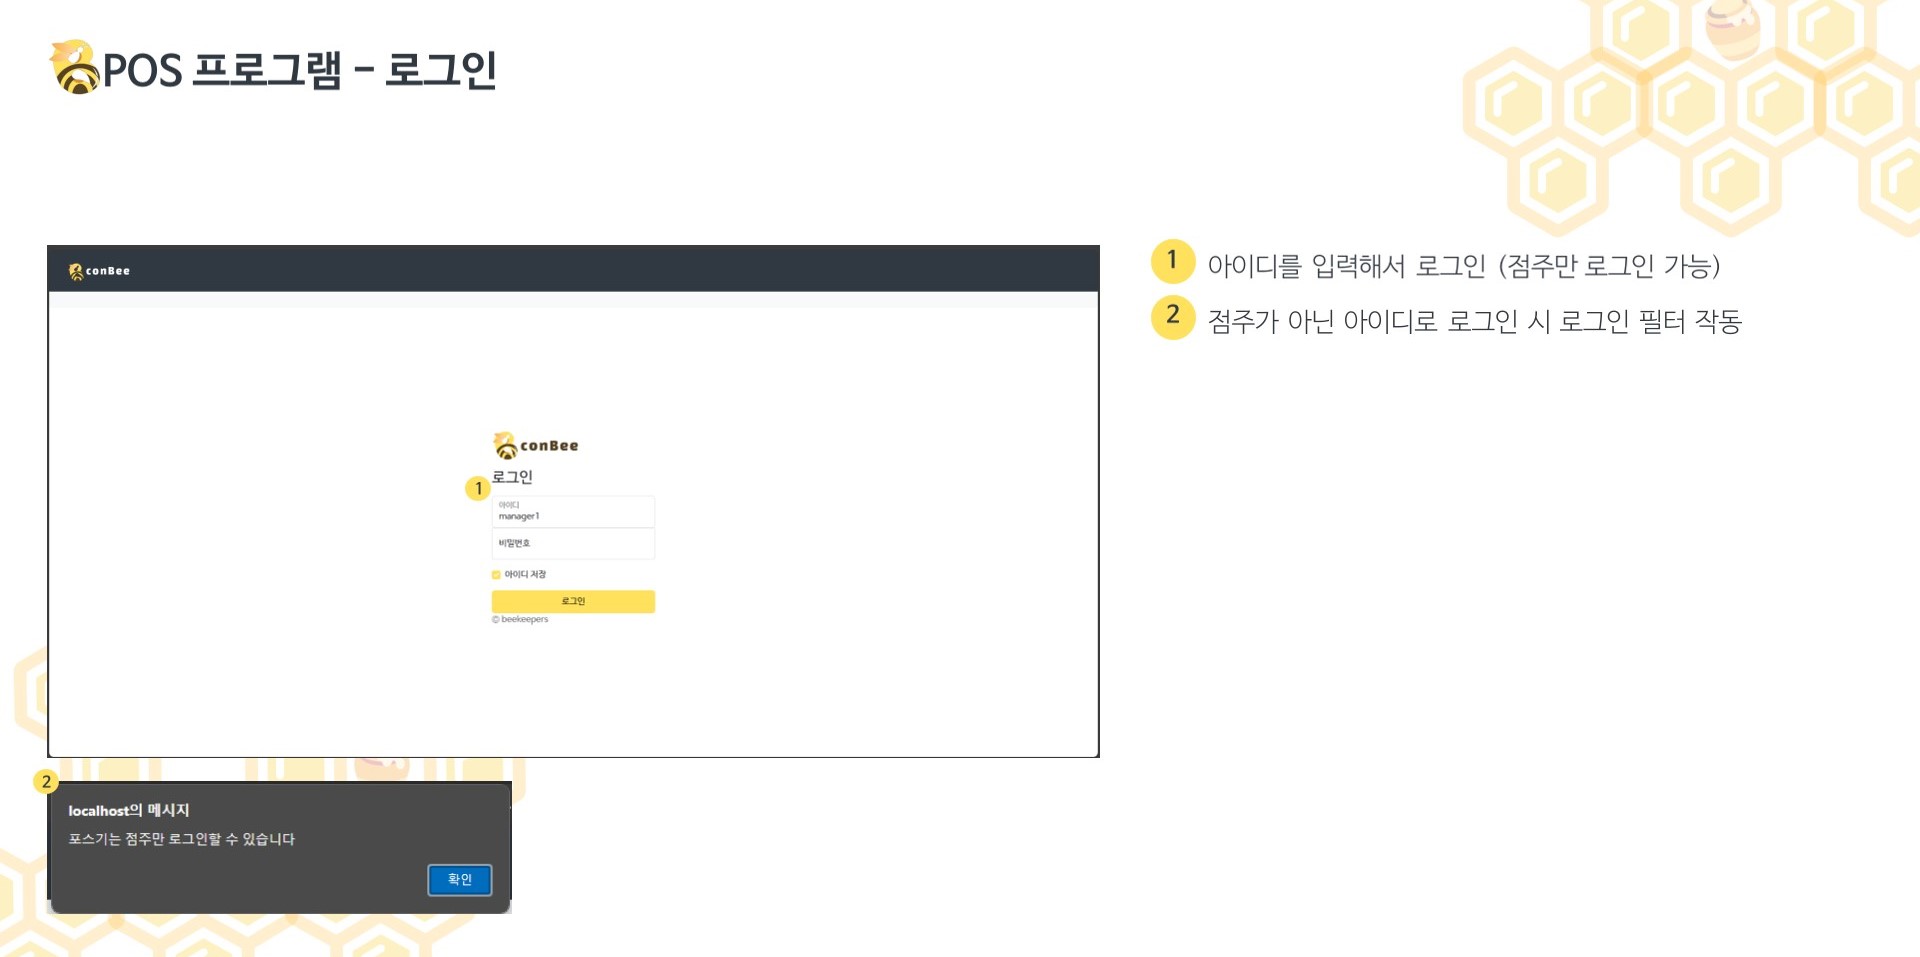 POS 프로그램 - 로그인
conBee
1 아이디를 입력해서 로그인 (점주만 로그인 가능)
2 점주가 아닌 아이디로 로그인 시 로그인 필터 작동
conBee
로그인
1
아이디
manager1
비밀번호
아이디 저장
로그인
© beekeepers
2
localhost의 메시지
포스기는 점주만 로그인할 수 있습니다
확인